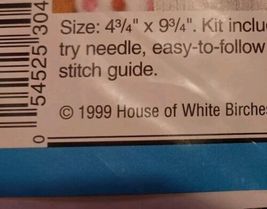 Size: 4¾" x 9¾". Kit inclu
try needle, easy-to-follow
stitch guide.
© 1999 House of White Birches
0 54525 304